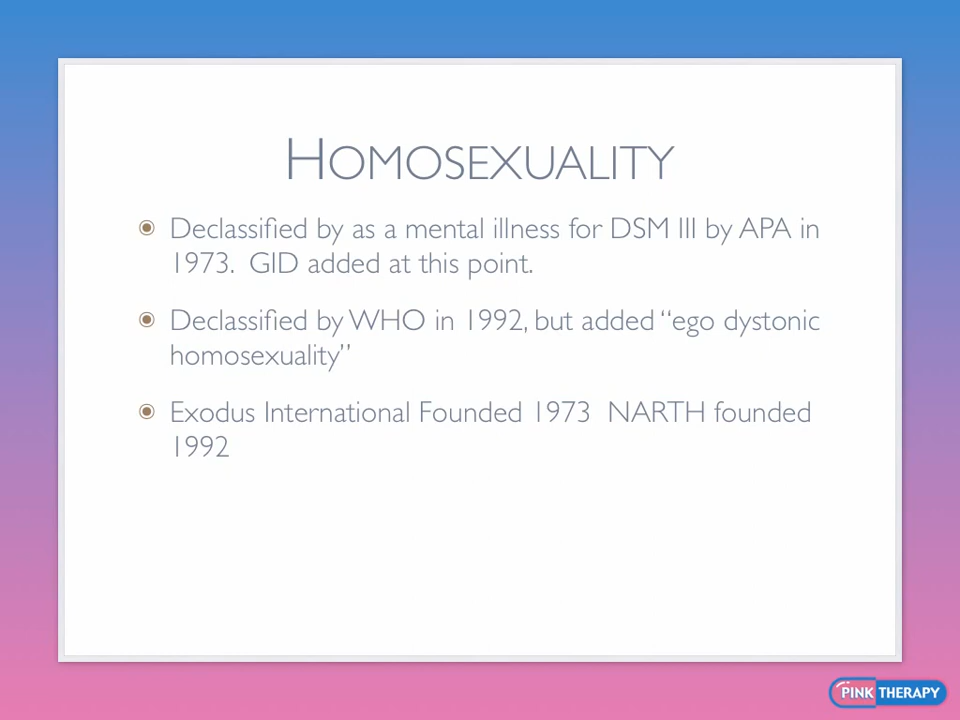 HOMOSEXUALITY
Declassified by as a mental illness for DSM III by APA in
1973.  GID added at this point.
Declassified by WHO in 1992, but added “ego dystonic
homosexuality”
Exodus International Founded 1973  NARTH founded
1992
PINK THERAPY